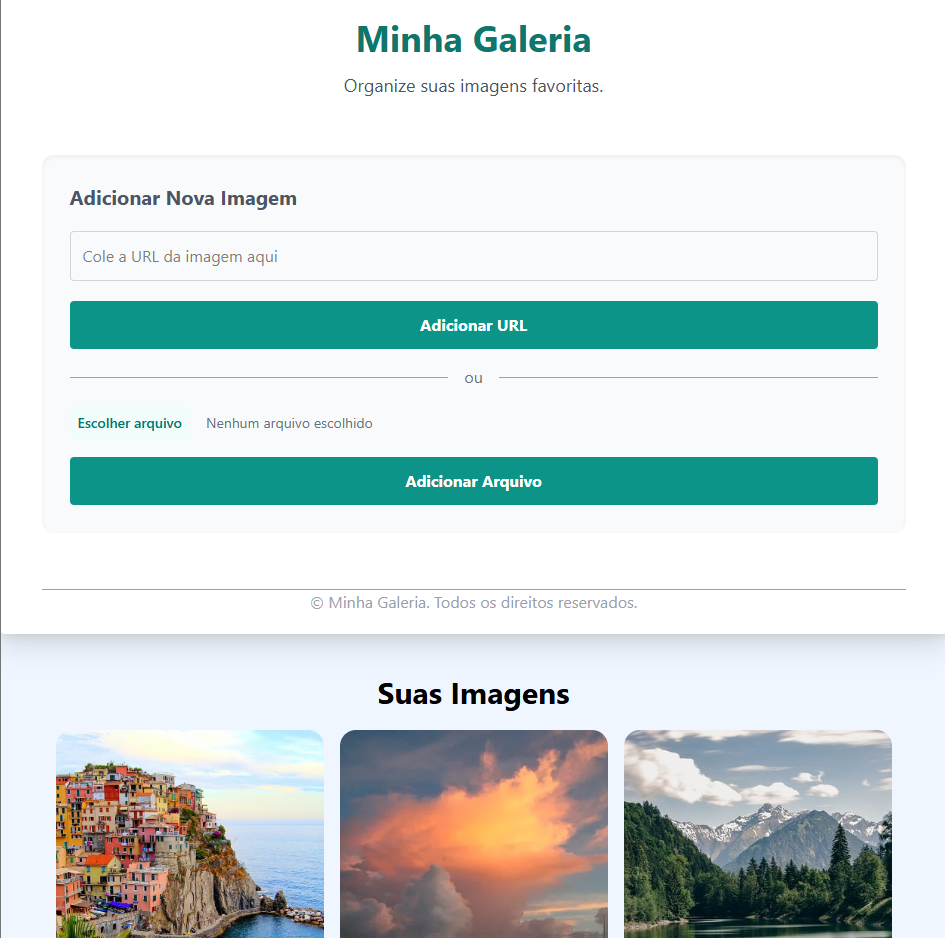 Minha Galeria
Organize suas imagens favoritas.
Adicionar Nova Imagem
Cole a URL da imagem aqui
Adicionar URL
ou
Escolher arquivo Nenhum arquivo escolhido
Adicionar Arquivo
© Minha Galeria. Todos os direitos reservados.
Suas Imagens